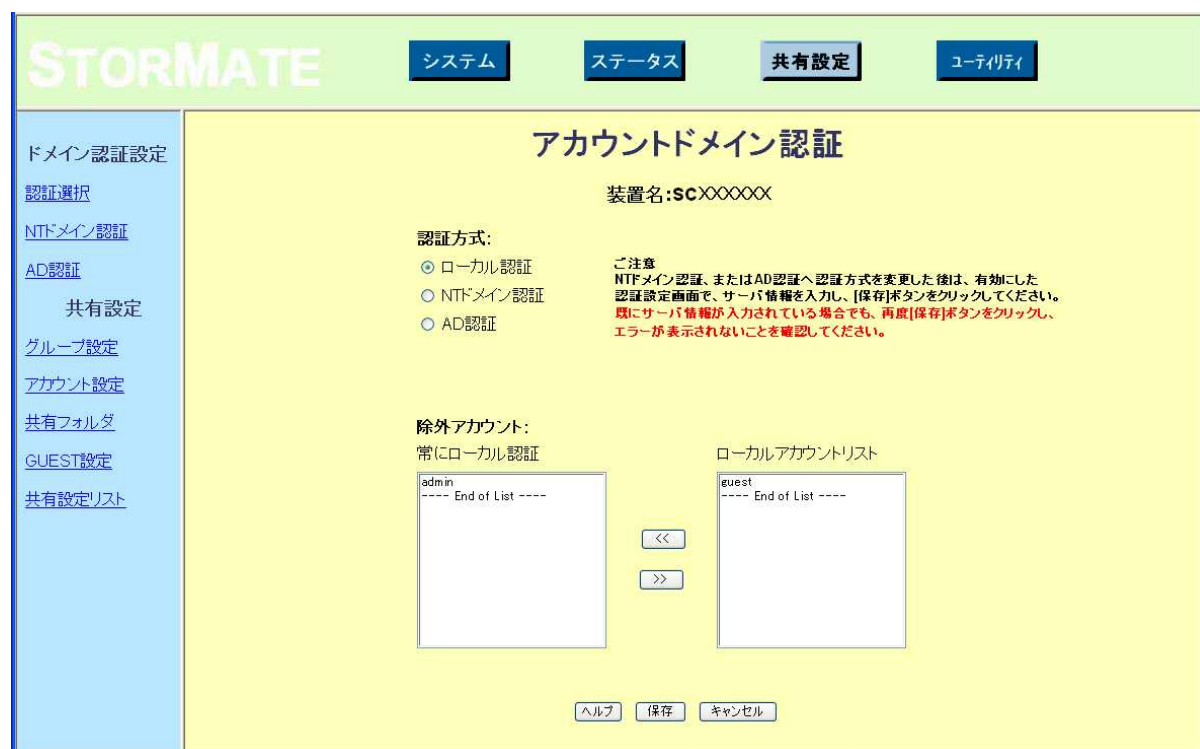 STORMATE
システム
ステータス
共有設定
ユーティリティ
ドメイン認証設定
認証選択
NTドメイン認証
AD認証
共有設定
グループ設定
アカウント設定
共有フォルダ
GUEST設定
共有設定リスト
アカウントドメイン認証
装置名:SCXXXXXX
認証方式:
ローカル認証
NTドメイン認証
AD認証
ご注意
NTドメイン認証、またはAD認証へ認証方式を変更した後は、有効にした
認証設定画面で、サーバ情報を入力し、[保存]ボタンをクリックしてください。
既にサーバ情報が入力されている場合でも、再度[保存]ボタンをクリックし、
エラーが表示されないことを確認してください。
除外アカウント:
常にローカル認証
ローカルアカウントリスト
admin
---- End of List ----
guest
---- End of List ----
<<
>>
ヘルプ
保存
キャンセル